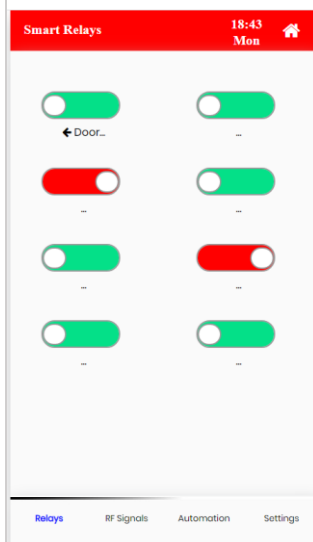 Smart Relays
18:43
Mon
Door...
...
...
...
...
...
...
...
Relays
RF Signals
Automation
Settings